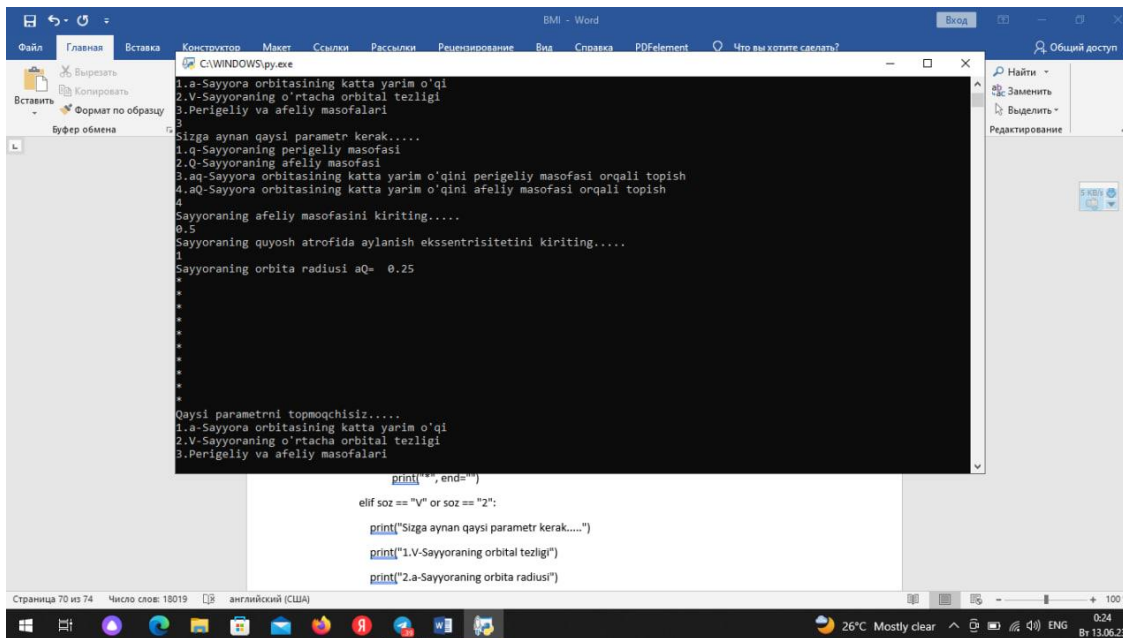 BMI - Word
Вход
Файл Главная Вставка Конструктор Макет Ссылки Рассылки Рецензирование Вид Справка PDFelement Что вы хотите сделать? Общий доступ
Вырезать
Копировать
Вставить
Формат по образцу
Буфер обмена
Найти
Заменить
Выделить
Редактирование
C:\WINDOWS\py.exe
1.a-Sayyora orbitasining katta yarim o'qi
2.V-Sayyoraning o'rtacha orbital tezligi
3.Perigeliy va afeliy masofalari
3
Sizga aynan qaysi parametr kerak.....
1.q-Sayyoraning perigeliy masofasi
2.Q-Sayyoraning afeliy masofasi
3.aq-Sayyora orbitasining katta yarim o'qini perigeliy masofasi orqali topish
4.aQ-Sayyora orbitasining katta yarim o'qini afeliy masofasi orqali topish
4
Sayyoraning afeliy masofasini kiriting.....
0.5
Sayyoraning quyosh atrofida aylanish ekssentrisitetini kiriting.....
1
Sayyoraning orbita radiusi aQ=  0.25
*
*
*
*
*
*
*
*
*
*
Qaysi parametrni topmoqchisiz.....
1.a-Sayyora orbitasining katta yarim o'qi
2.V-Sayyoraning o'rtacha orbital tezligi
3.Perigeliy va afeliy masofalari
print("*", end="")
elif soz == "V" or soz == "2":
print("Sizga aynan qaysi parametr kerak.....")
print("1.V-Sayyoraning orbital tezligi")
print("2.a-Sayyoraning orbita radiusi")
Страница 70 из 74 Число слов: 18019 английский (США) 100
26°C Mostly clear ENG 0:24
Вт 13.06.2